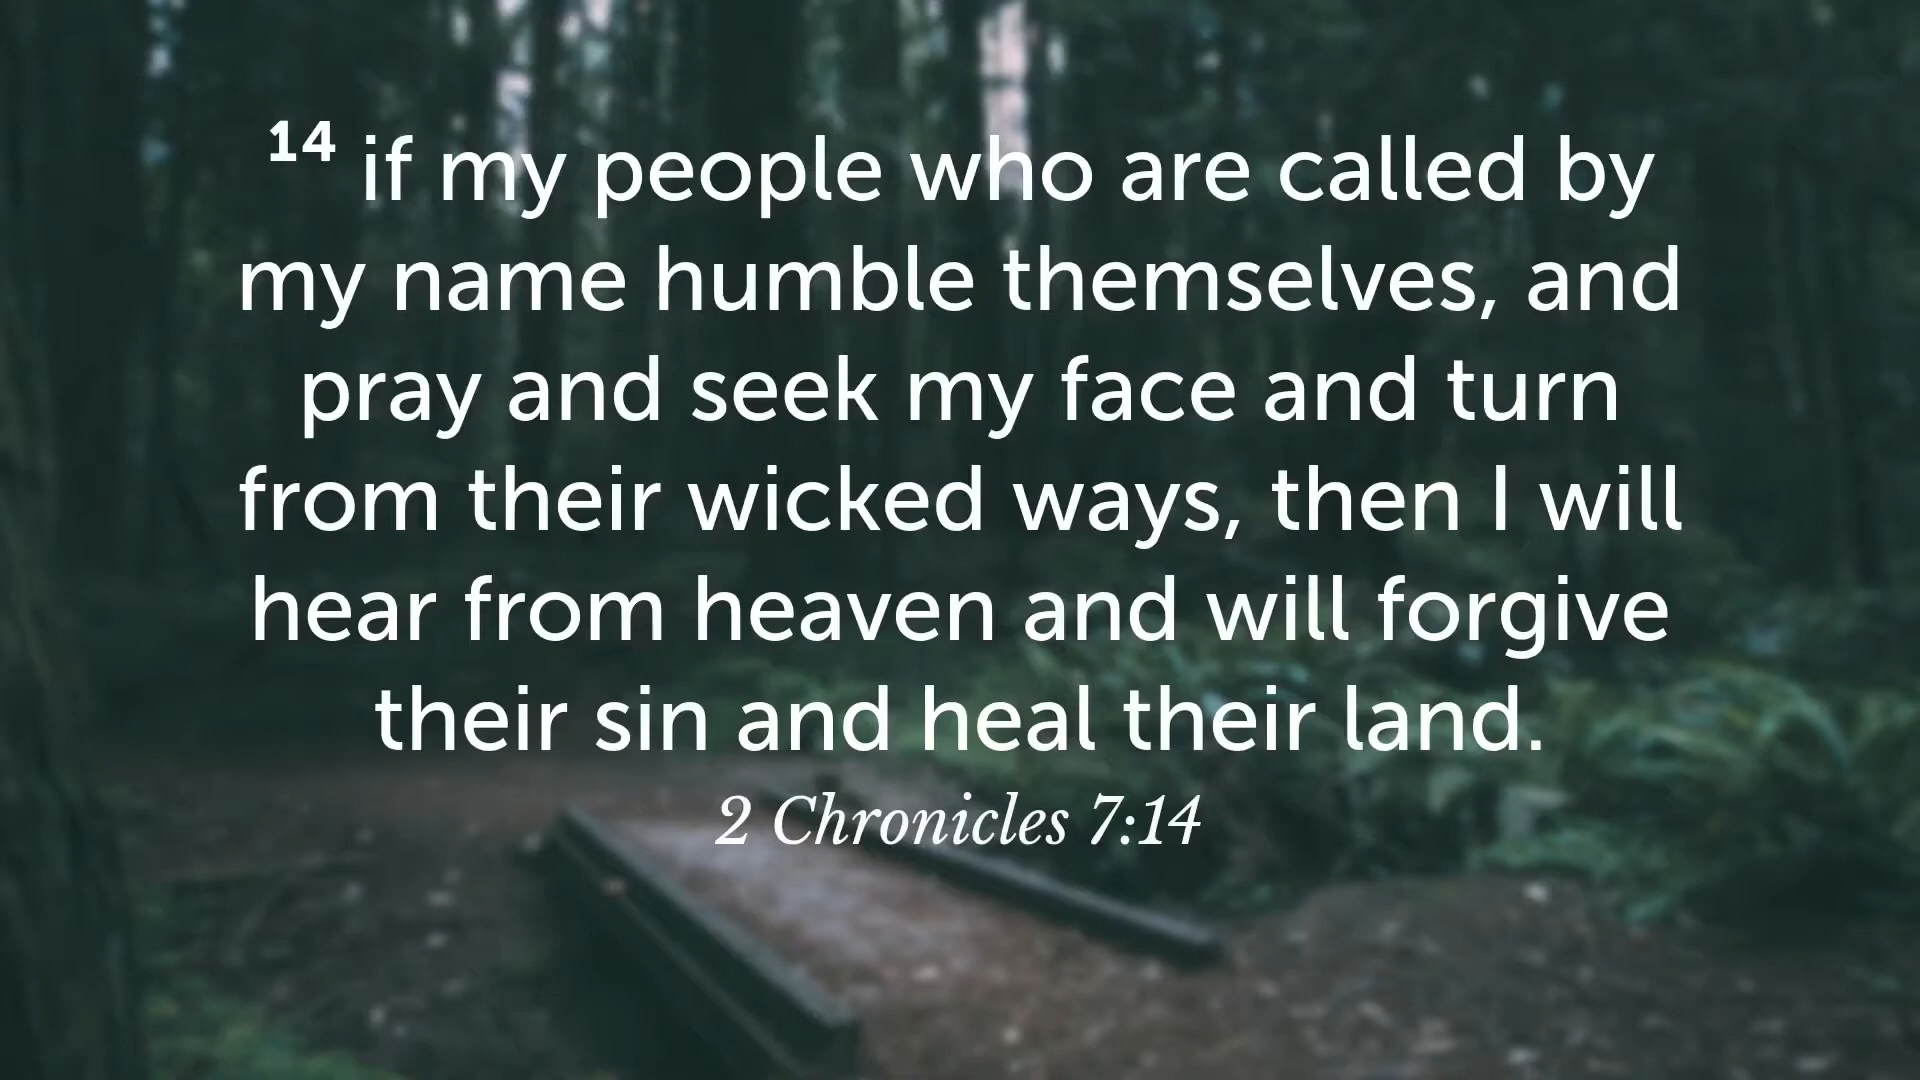 14 if my people who are called by
my name humble themselves, and
pray and seek my face and turn
from their wicked ways, then I will
hear from heaven and will forgive
their sin and heal their land.
2 Chronicles 7:14